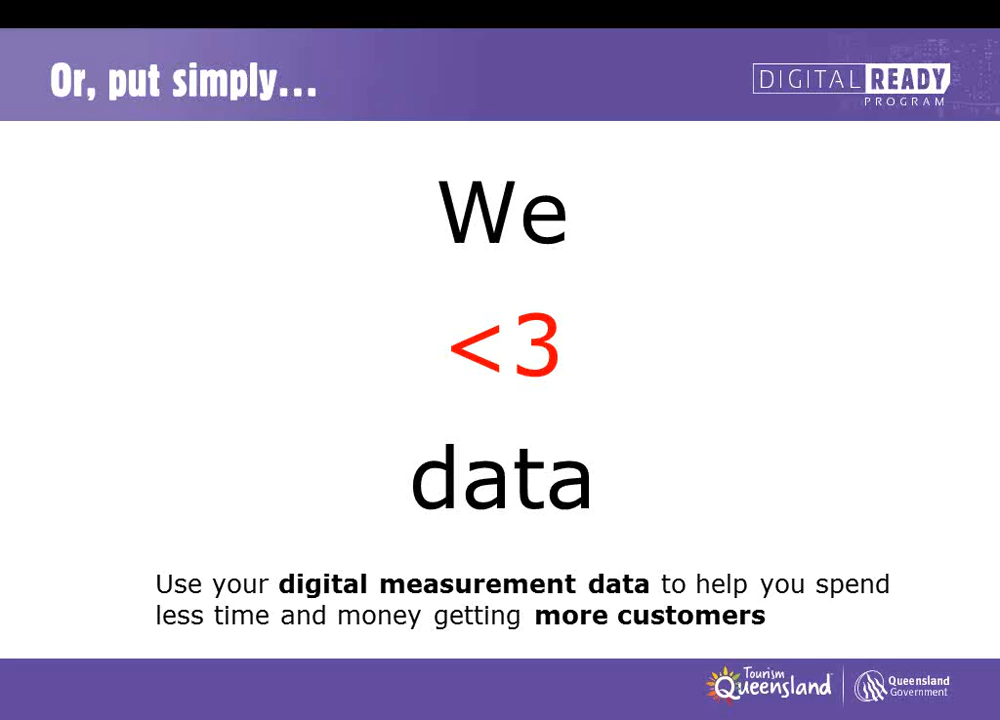 Or, put simply...
DIGITAL READY
PROGRAM
We
<3
data
Use your digital measurement data to help you spend
less time and money getting more customers
Tourism
Queensland
Queensland
Government